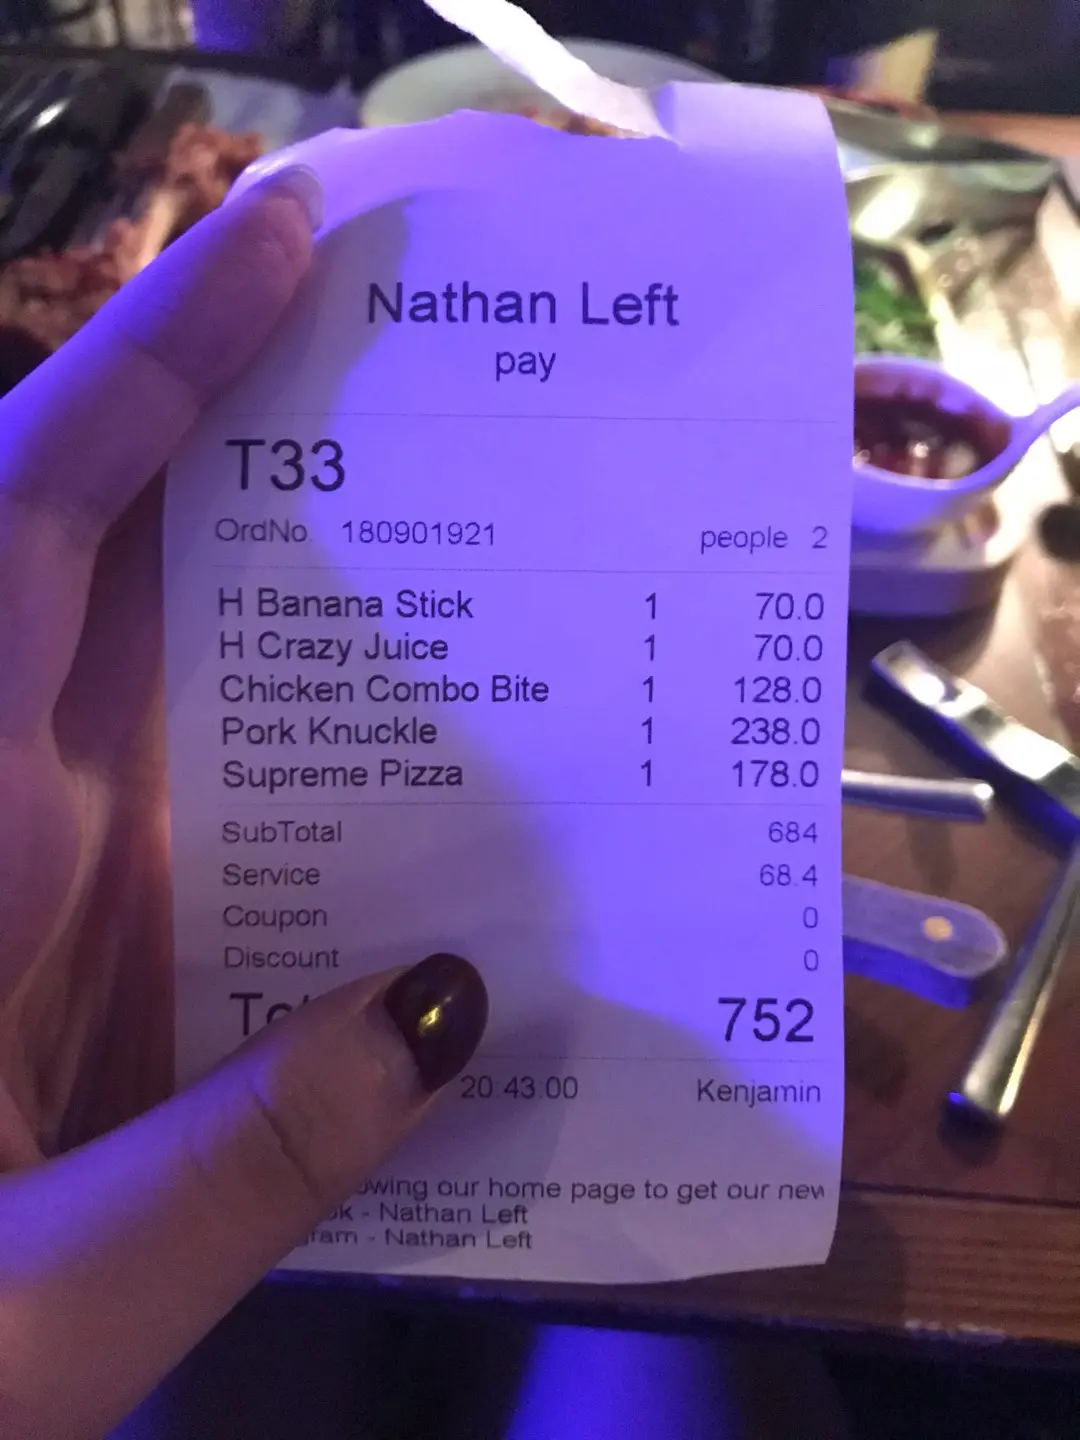 Nathan Left
pay
T33
OrdNo. 180901921 people 2
H Banana Stick 1 70.0
H Crazy Juice 1 70.0
Chicken Combo Bite 1 128.0
Pork Knuckle 1 238.0
Supreme Pizza 1 178.0
SubTotal 684
Service 68.4
Coupon 0
Discount 0
752
20:43:00 Kenjamin
our home page to get our new
- Nathan Left
- Nathan Left